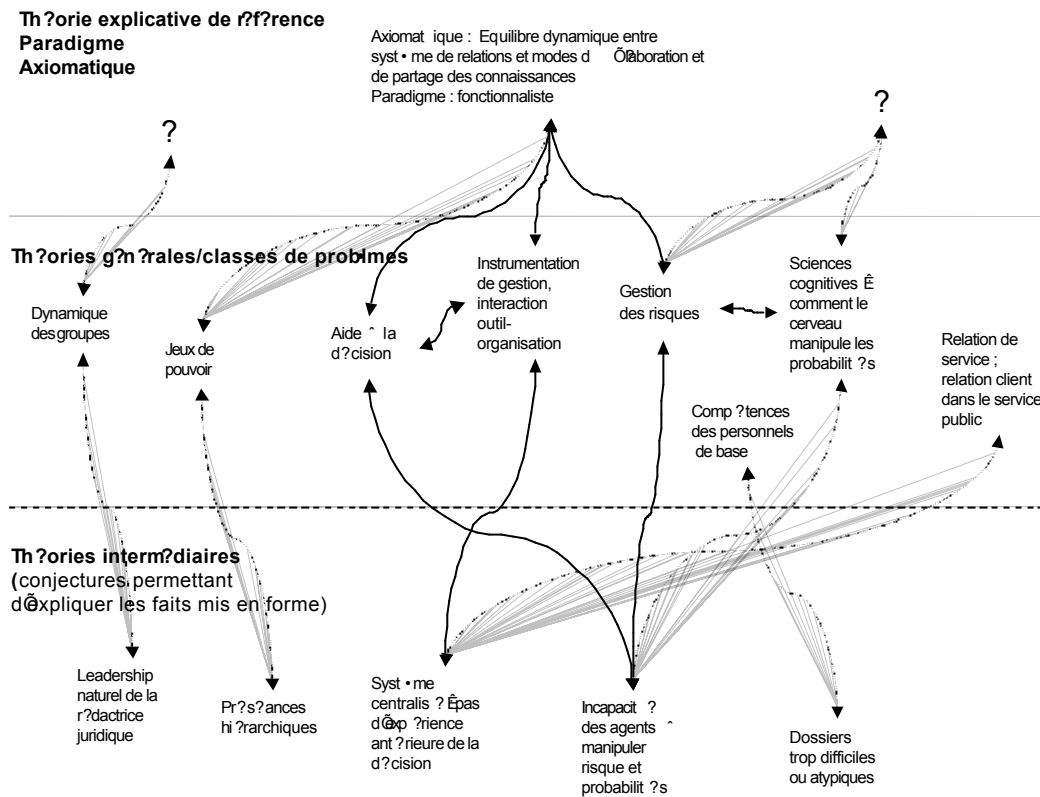 Th ?orie explicative de r?f?rence
Paradigme
Axiomatique
Axiomat ique : Equilibre dynamique entre
syst • me de relations et modes d Õ?laboration et
de partage des connaissances
Paradigme : fonctionnaliste
?
?
Th ?ories g?n ?rales/classes de problmes
Dynamique
des groupes
Jeux de
pouvoir
Aide ˆ la
d?cision
Instrumentation
de gestion,
interaction
outil-
organisation
Gestion
des risques
Sciences
cognitives Ê
comment le
cerveau
manipule les
probabilit ?s
Relation de
service ;
relation client
dans le service
public
Comp ?tences
des personnels
de base
Th ?ories interm?diaires
(conjectures permettant
dÕexpliquer les faits mis en forme)
Leadership
naturel de la
r?dactrice
juridique
Pr?s?ances
hi ?rarchiques
Syst • me
centralis ? Êpas
dÕexp ?rience
ant ?rieure de la
d?cision
Incapacit ?
des agents ˆ
manipuler
risque et
probabilit ?s
Dossiers
trop difficiles
ou atypiques